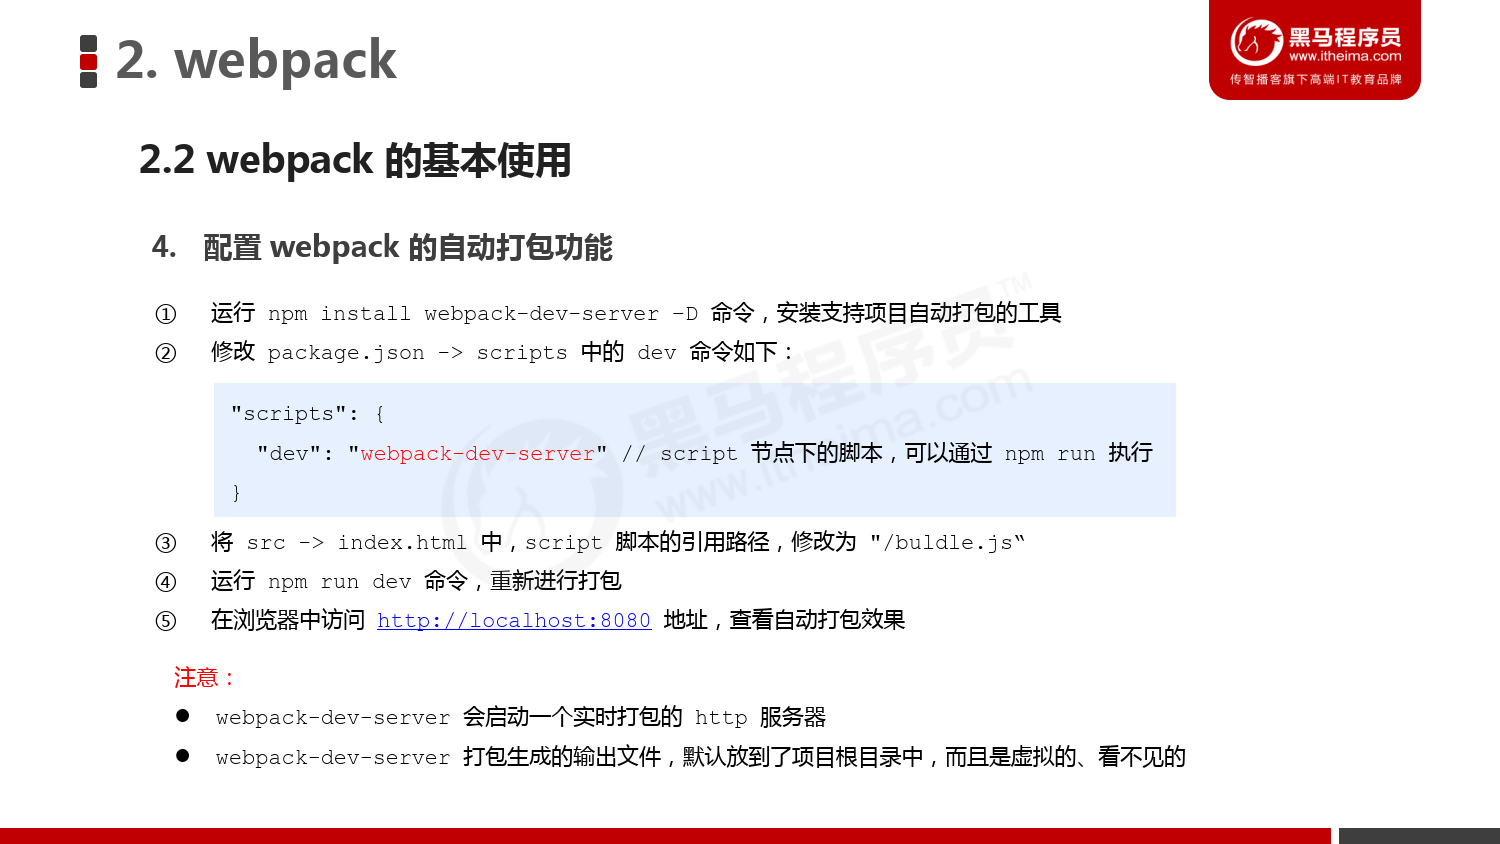 2. webpack
黑马程序员
www.itheima.com
传智播客旗下高端IT教育品牌
2.2 webpack 的基本使用
4. 配置 webpack 的自动打包功能
① 运行 npm install webpack-dev-server -D 命令，安装支持项目自动打包的工具
② 修改 package.json -> scripts 中的 dev 命令如下：
"scripts": {
"dev": "webpack-dev-server" // script 节点下的脚本，可以通过 npm run 执行
}
③ 将 src -> index.html 中，script 脚本的引用路径，修改为 "/buldle.js“
④ 运行 npm run dev 命令，重新进行打包
⑤ 在浏览器中访问 http://localhost:8080 地址，查看自动打包效果
注意：
● webpack-dev-server 会启动一个实时打包的 http 服务器
● webpack-dev-server 打包生成的输出文件，默认放到了项目根目录中，而且是虚拟的、看不见的
黑马程序员™
www.itheima.com